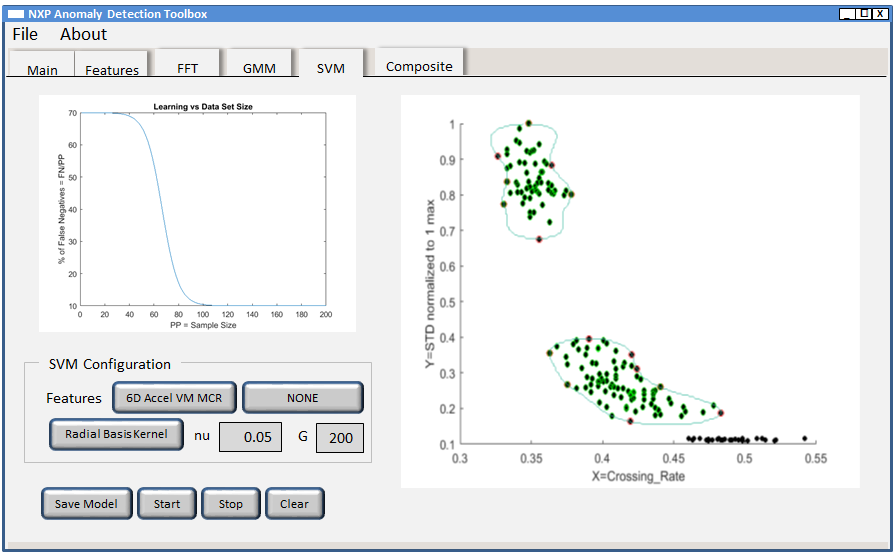 NXP Anomaly Detection Toolbox
_ ☐ X
File About
Main Features FFT GMM SVM Composite
Learning vs Data Set Size
% of False Negatives = FN/PP
70
60
50
40
30
20
10
0 20 40 60 80 100 120 140 160 180 200
PP = Sample Size
Y=STD normalized to 1 max
1
0.9
0.8
0.7
0.6
0.5
0.4
0.3
0.2
0.1
0.3 0.35 0.4 0.45 0.5 0.55
X=Crossing_Rate
SVM Configuration
Features 6D Accel VM MCR NONE
Radial BasisKernel nu 0.05 G 200
Save Model Start Stop Clear